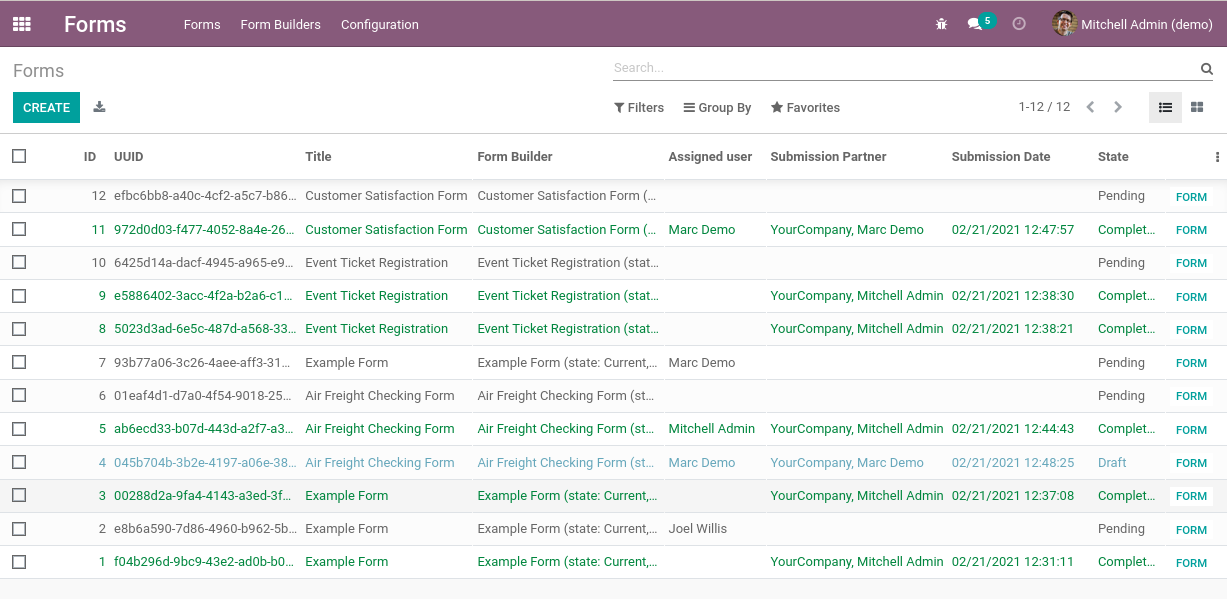 Forms Forms Form Builders Configuration 5 Mitchell Admin (demo)
Forms Search...
CREATE Filters Group By Favorites 1-12 / 12
ID UUID Title Form Builder Assigned user Submission Partner Submission Date State
12 efbc6bb8-a40c-4cf2-a5c7-b86... Customer Satisfaction Form Customer Satisfaction Form (... Pending FORM
11 972d0d03-f477-4052-8a4e-26... Customer Satisfaction Form Customer Satisfaction Form (... Marc Demo YourCompany, Marc Demo 02/21/2021 12:47:57 Complet... FORM
10 6425d14a-dacf-4945-a965-e9... Event Ticket Registration Event Ticket Registration (stat... Pending FORM
9 e5886402-3acc-4f2a-b2a6-c1... Event Ticket Registration Event Ticket Registration (stat... YourCompany, Mitchell Admin 02/21/2021 12:38:30 Complet... FORM
8 5023d3ad-6e5c-487d-a568-33... Event Ticket Registration Event Ticket Registration (stat... YourCompany, Mitchell Admin 02/21/2021 12:38:21 Complet... FORM
7 93b77a06-3c26-4aee-aff3-31... Example Form Example Form (state: Current,... Marc Demo Pending FORM
6 01eaf4d1-d7a0-4f54-9018-25... Air Freight Checking Form Air Freight Checking Form (st... Pending FORM
5 ab6ecd33-b07d-443d-a2f7-a3... Air Freight Checking Form Air Freight Checking Form (st... Mitchell Admin YourCompany, Mitchell Admin 02/21/2021 12:44:43 Complet... FORM
4 045b704b-3b2e-4197-a06e-38... Air Freight Checking Form Air Freight Checking Form (st... Marc Demo YourCompany, Marc Demo 02/21/2021 12:48:25 Draft FORM
3 00288d2a-9fa4-4143-a3ed-3f... Example Form Example Form (state: Current,... YourCompany, Mitchell Admin 02/21/2021 12:37:08 Complet... FORM
2 e8b6a590-7d86-4960-b962-5b... Example Form Example Form (state: Current,... Joel Willis Pending FORM
1 f04b296d-9bc9-43e2-ad0b-b0... Example Form Example Form (state: Current,... YourCompany, Mitchell Admin 02/21/2021 12:31:11 Complet... FORM